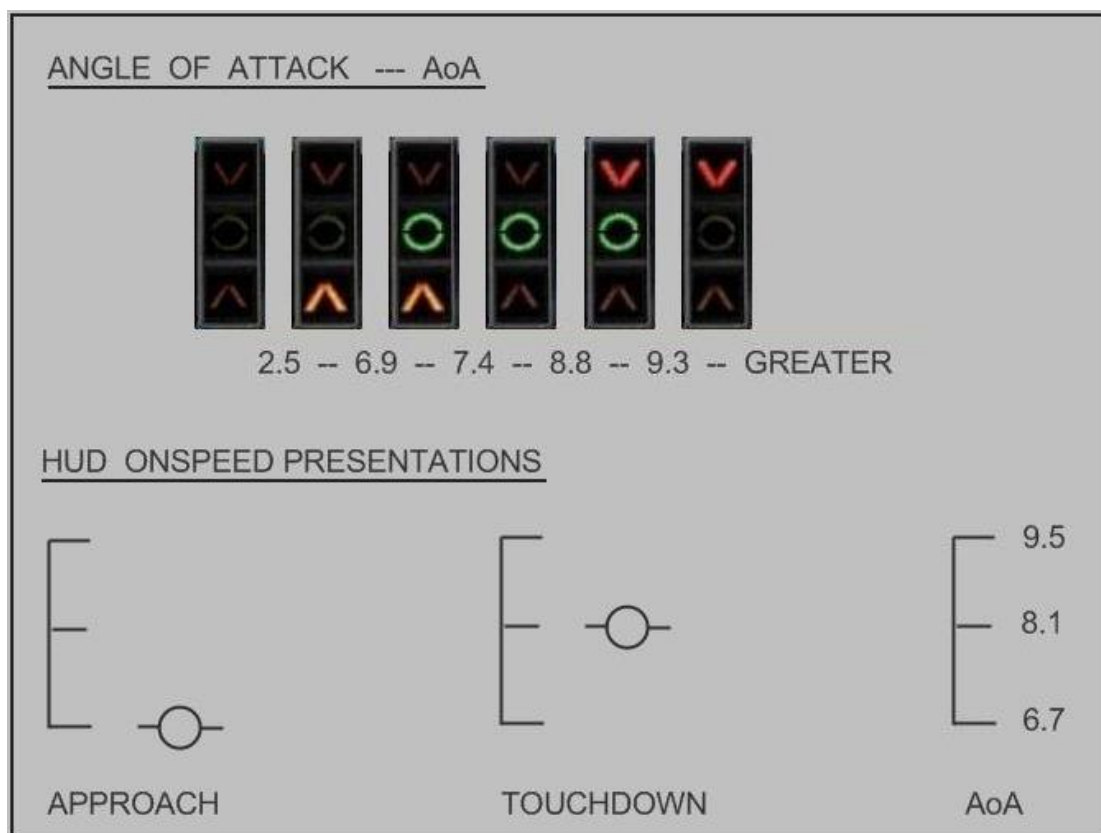 ANGLE OF ATTACK --- AoA
2.5 -- 6.9 -- 7.4 -- 8.8 -- 9.3 -- GREATER
HUD ONSPEED PRESENTATIONS
9.5
8.1
6.7
APPROACH TOUCHDOWN AoA